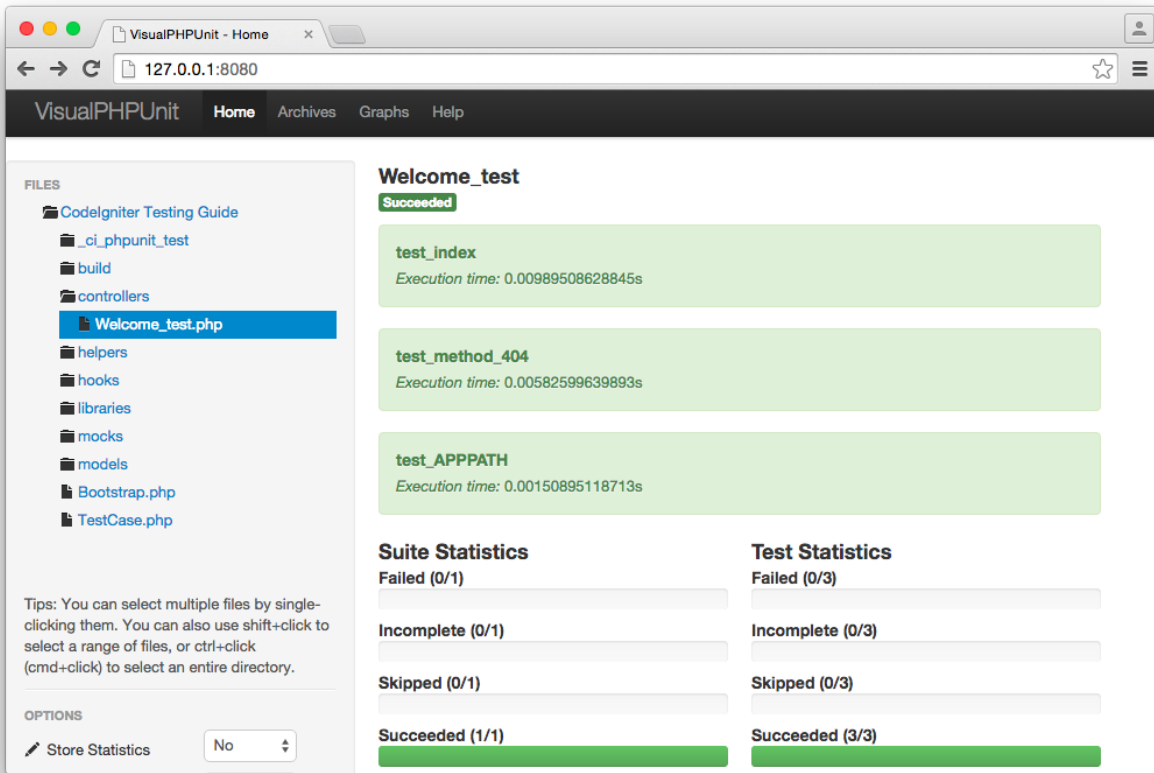 VisualPHPUnit - Home
127.0.0.1:8080
VisualPHPUnit Home Archives Graphs Help
FILES
CodeIgniter Testing Guide
_ci_phpunit_test
build
controllers
Welcome_test.php
helpers
hooks
libraries
mocks
models
Bootstrap.php
TestCase.php
Tips: You can select multiple files by single-
clicking them. You can also use shift+click to
select a range of files, or ctrl+click
(cmd+click) to select an entire directory.
OPTIONS
Store Statistics No
Welcome_test
Succeeded
test_index
Execution time: 0.00989508628845s
test_method_404
Execution time: 0.00582599639893s
test_APPPATH
Execution time: 0.00150895118713s
Suite Statistics
Failed (0/1)
Incomplete (0/1)
Skipped (0/1)
Succeeded (1/1)
Test Statistics
Failed (0/3)
Incomplete (0/3)
Skipped (0/3)
Succeeded (3/3)